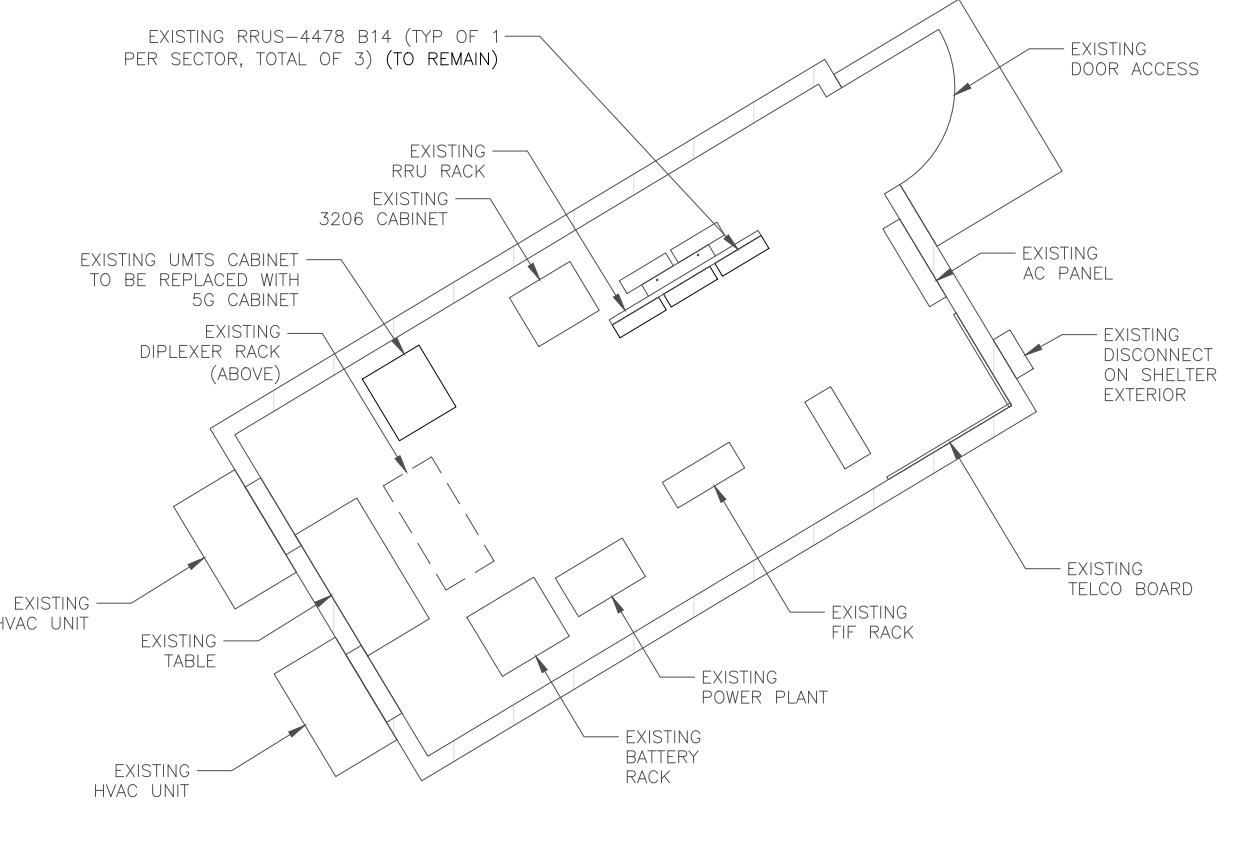 EXISTING RRUS-4478 B14 (TYP OF 1
PER SECTOR, TOTAL OF 3) (TO REMAIN)
EXISTING
DOOR ACCESS
EXISTING
RRU RACK
EXISTING
3206 CABINET
EXISTING UMTS CABINET
TO BE REPLACED WITH
5G CABINET
EXISTING
AC PANEL
EXISTING
DIPLEXER RACK
(ABOVE)
EXISTING
DISCONNECT
ON SHELTER
EXTERIOR
EXISTING
TELCO BOARD
EXISTING
HVAC UNIT
EXISTING
FIF RACK
EXISTING
TABLE
EXISTING
POWER PLANT
EXISTING
BATTERY
RACK
EXISTING
HVAC UNIT